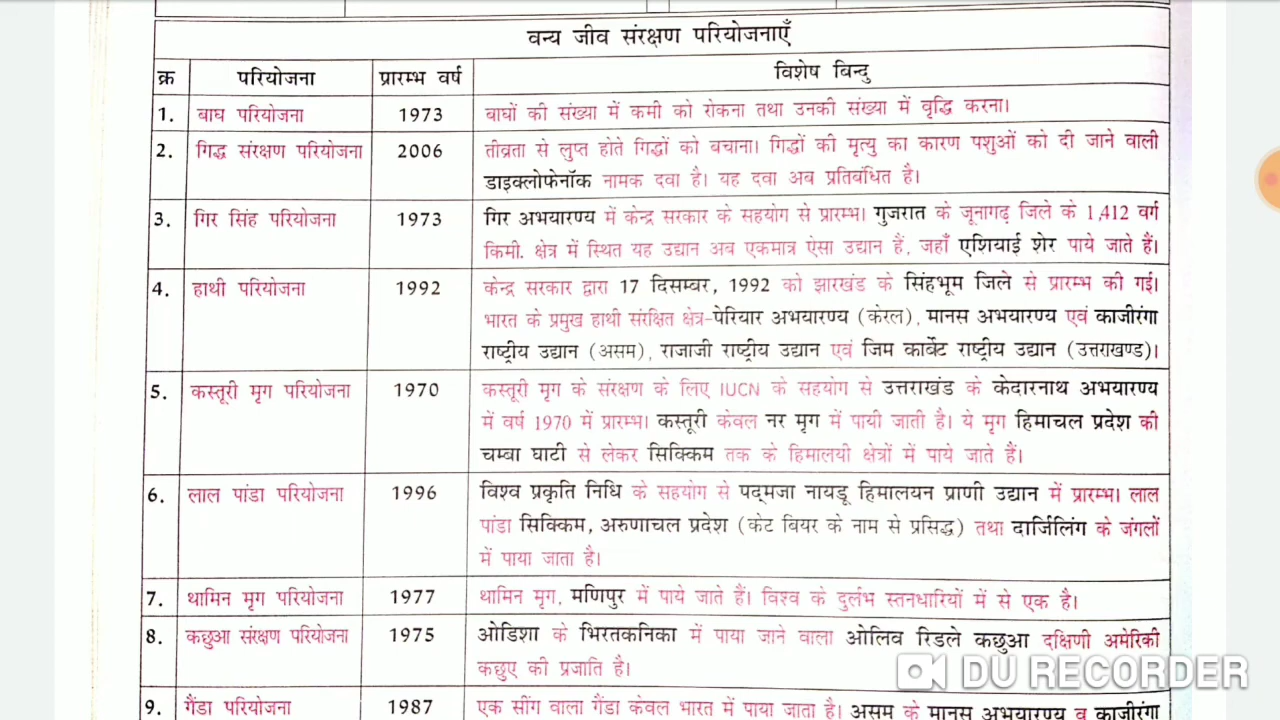 वन्य जीव संरक्षण परियोजनाएँ
क्र परियोजना प्रारम्भ वर्ष विशेष बिन्दु
1. बाघ परियोजना 1973 बाघों की संख्या में कमी को रोकना तथा उनकी संख्या में वृद्धि करना।
2. गिद्ध संरक्षण परियोजना 2006 तीव्रता से लुप्त होते गिद्धों को बचाना। गिद्धों की मृत्यु का कारण पशुओं को दी जाने वाली
डाइक्लोफेनॉक नामक दवा है। यह दवा अब प्रतिबंधित है।
3. गिर सिंह परियोजना 1973 गिर अभयारण्य में केन्द्र सरकार के सहयोग से प्रारम्भ। गुजरात के जूनागढ़ जिले के 1,412 वर्ग
किमी. क्षेत्र में स्थित यह उद्यान अब एकमात्र ऐसा उद्यान हैं, जहाँ एशियाई शेर पाये जाते हैं।
4. हाथी परियोजना 1992 केन्द्र सरकार द्वारा 17 दिसम्बर, 1992 को झारखंड के सिंहभूम जिले से प्रारम्भ की गई।
भारत के प्रमुख हाथी संरक्षित क्षेत्र-पेरियार अभयारण्य (केरल), मानस अभयारण्य एवं काजीरंगा
राष्ट्रीय उद्यान (असम), राजाजी राष्ट्रीय उद्यान एवं जिम कार्बेट राष्ट्रीय उद्यान (उत्तराखण्ड)।
5. कस्तूरी मृग परियोजना 1970 कस्तूरी मृग के संरक्षण के लिए IUCN के सहयोग से उत्तराखंड के केदारनाथ अभयारण्य
में वर्ष 1970 में प्रारम्भ। कस्तूरी केवल नर मृग में पायी जाती है। ये मृग हिमाचल प्रदेश की
चम्बा घाटी से लेकर सिक्किम तक के हिमालयी क्षेत्रों में पाये जाते हैं।
6. लाल पांडा परियोजना 1996 विश्व प्रकृति निधि के सहयोग से पद्मजा नायडू हिमालयन प्राणी उद्यान में प्रारम्भ। लाल
पांडा सिक्किम, अरुणाचल प्रदेश (केट बियर के नाम से प्रसिद्ध) तथा दार्जिलिंग के जंगलों
में पाया जाता है।
7. थामिन मृग परियोजना 1977 थामिन मृग, मणिपुर में पाये जाते हैं। विश्व के दुर्लभ स्तनधारियों में से एक है।
8. कछुआ संरक्षण परियोजना 1975 ओडिशा के भिरतकनिका में पाया जाने वाला ओलिव रिडले कछुआ दक्षिणी अमेरिकी
कछुए की प्रजाति है।
DU RECORDER
9. गैंडा परियोजना 1987 एक सींग वाला गैंडा केवल भारत में पाया जाता है। असम के मानस अभयारण्य व काजीरंगा